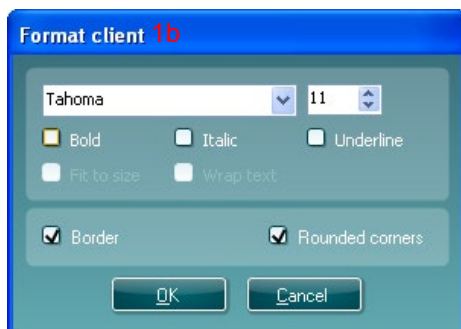 Format client 1b
Tahoma 11
Bold Italic Underline
Fit to size Wrap text
Border Rounded corners
OK Cancel